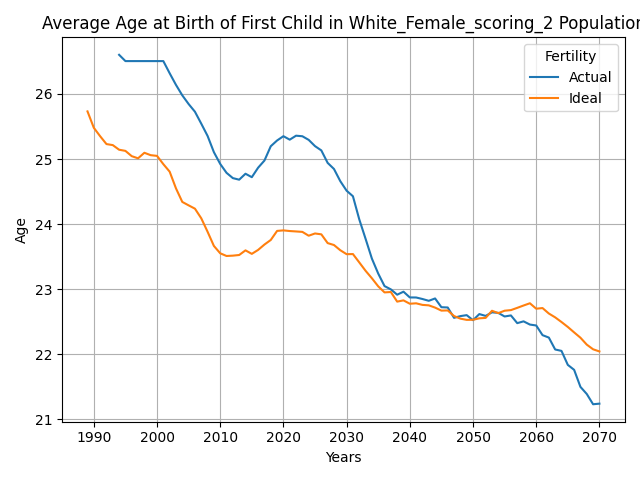 Average Age at Birth of First Child in White_Female_scoring_2 Population
Fertility
Actual
Ideal
Age
26
25
24
23
22
21
1990 2000 2010 2020 2030 2040 2050 2060 2070
Years